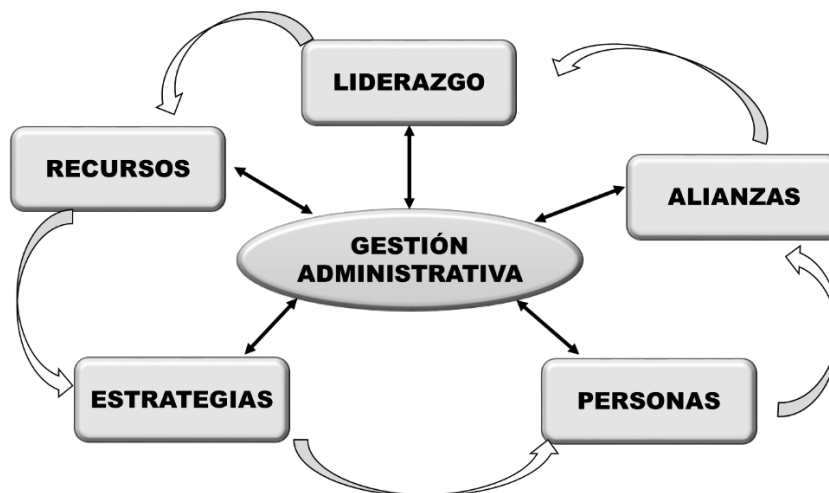 LIDERAZGO
RECURSOS
ALIANZAS
GESTIÓN
ADMINISTRATIVA
ESTRATEGIAS
PERSONAS